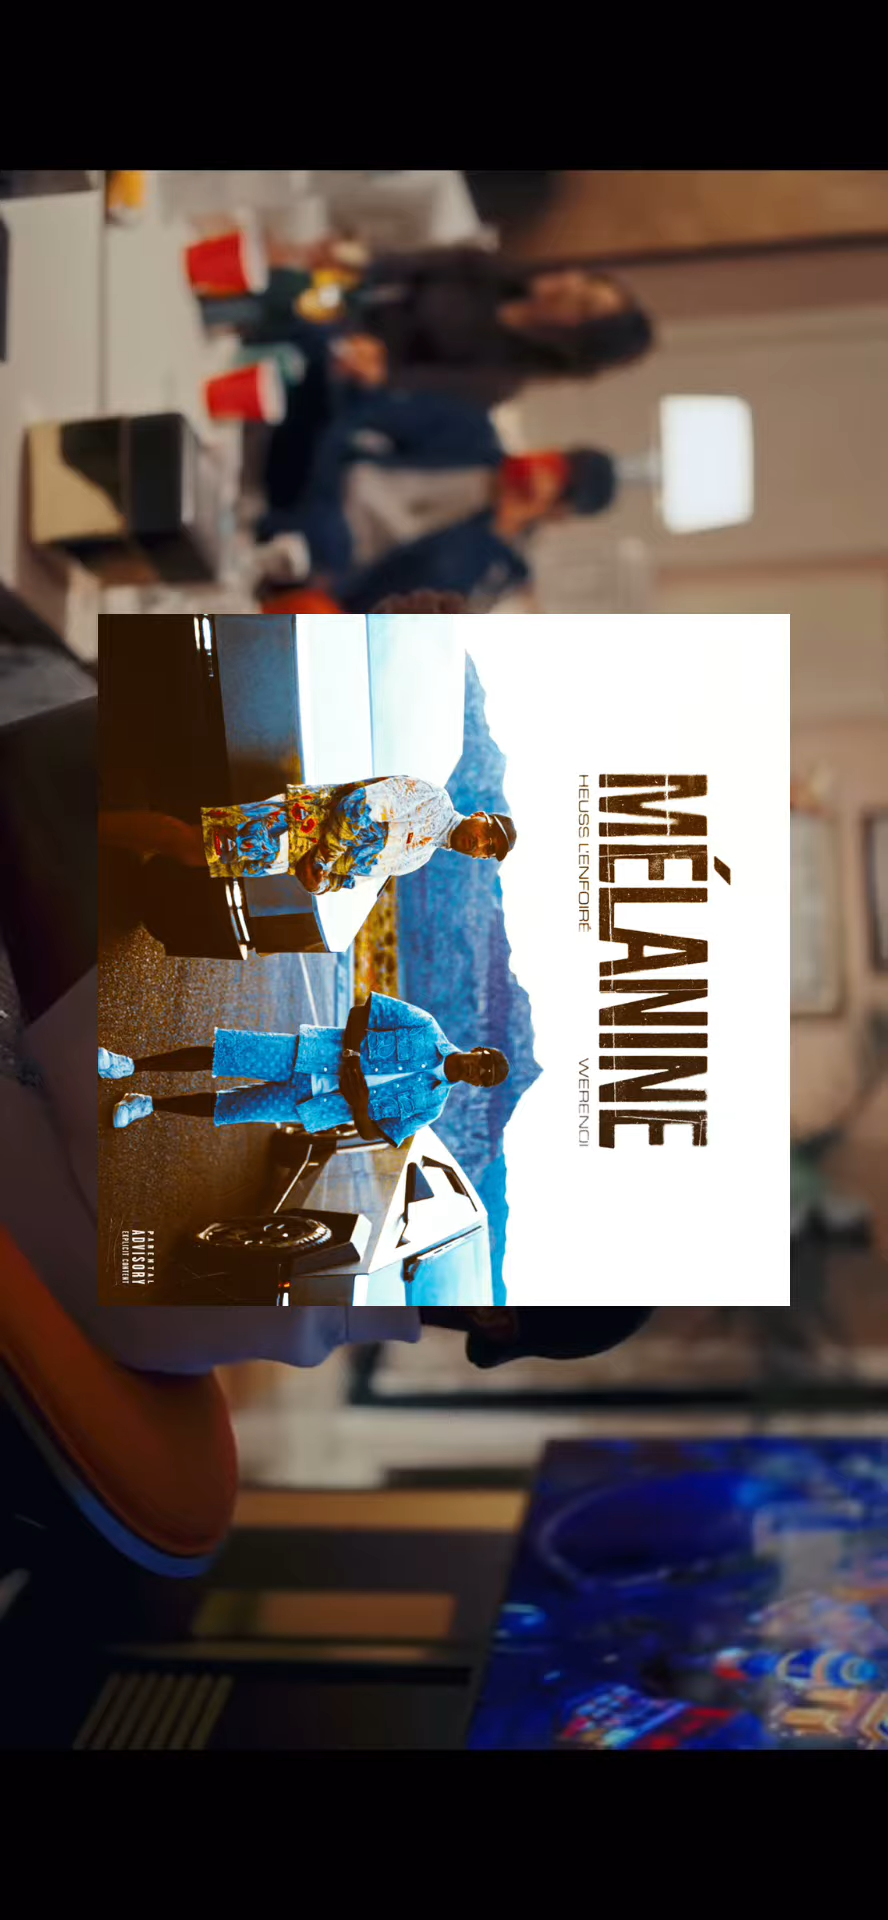 MÉLANINE
HEUSS L'ENFOIRÉ
WERENOI
PARENTAL
ADVISORY
EXPLICIT CONTENT